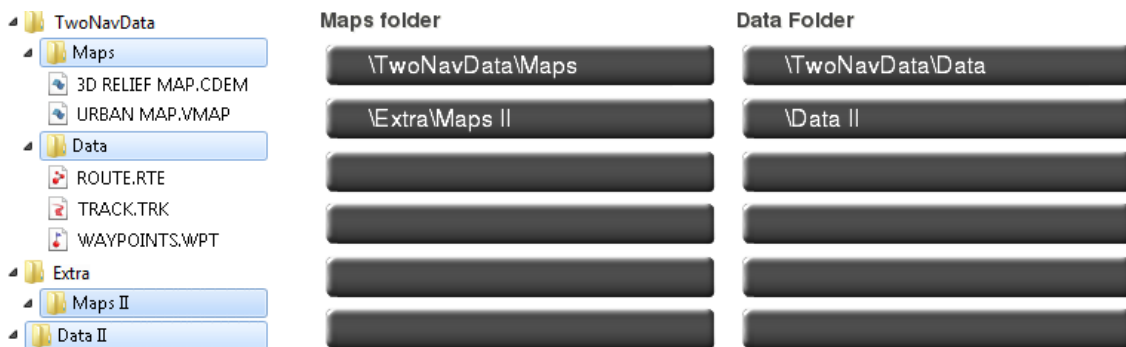 TwoNavData
Maps
3D RELIEF MAP.CDEM
URBAN MAP.VMAP
Data
ROUTE.RTE
TRACK.TRK
WAYPOINTS.WPT
Extra
Maps II
Data II
Maps folder
\TwoNavData\Maps
\Extra\Maps II
Data Folder
\TwoNavData\Data
\Data II